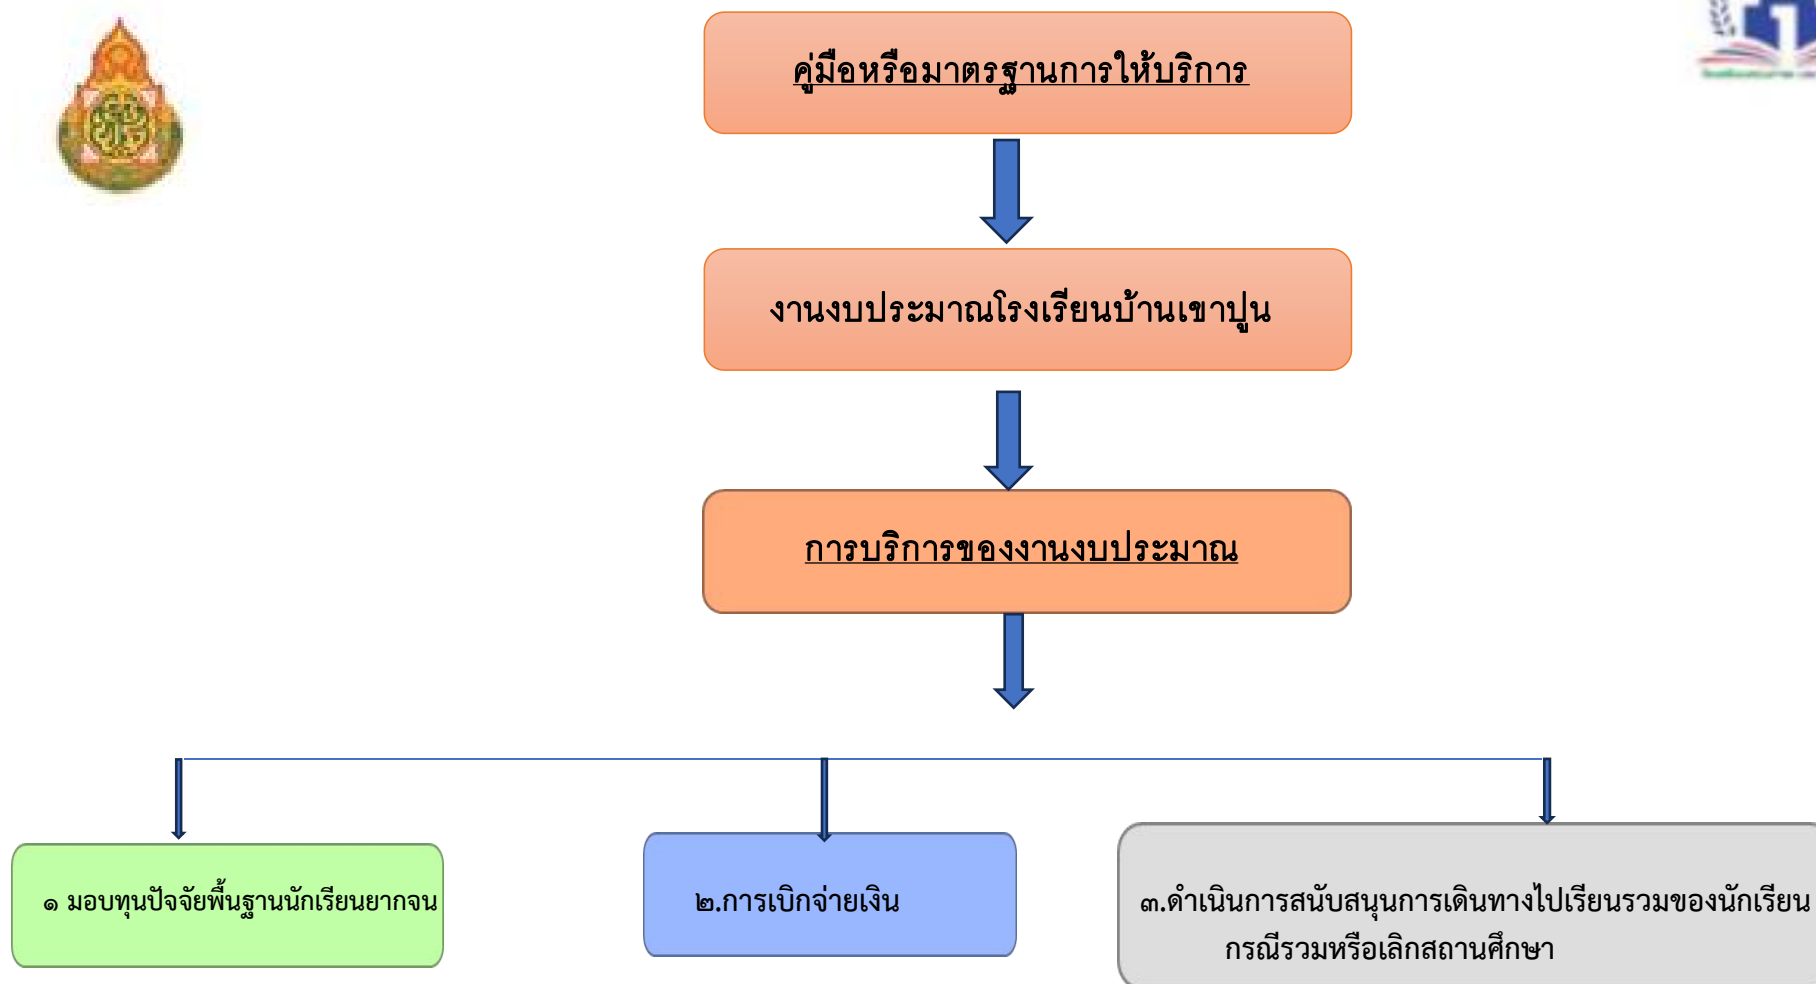 คู่มือหรือมาตรฐานการให้บริการ
งานงบประมาณโรงเรียนบ้านเขาปูน
การบริการของงานงบประมาณ
๑ มอบทุนปัจจัยพื้นฐานนักเรียนยากจน
๒.การเบิกจ่ายเงิน
๓.ดำเนินการสนับสนุนการเดินทางไปเรียนรวมของนักเรียน
กรณีรวมหรือเลิกสถานศึกษา